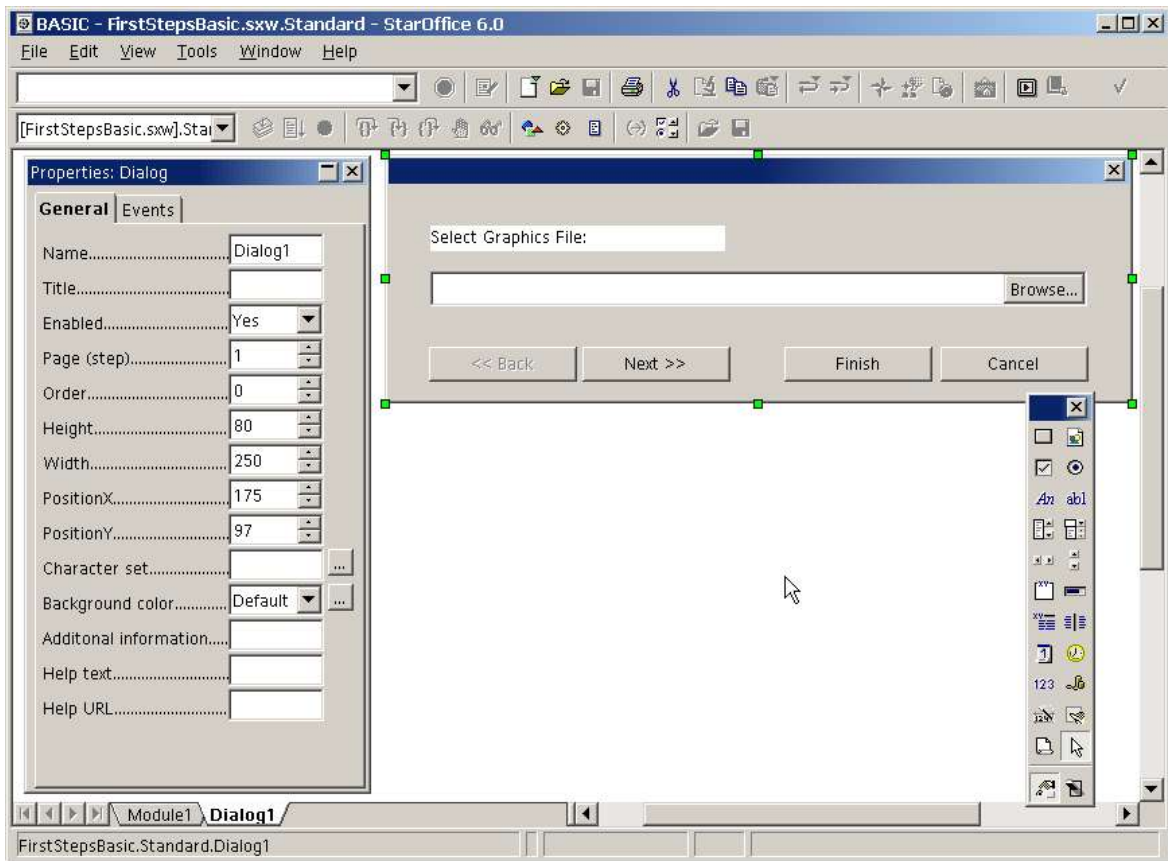 BASIC - FirstStepsBasic.sxw.Standard - StarOffice 6.0
File Edit View Tools Window Help
[FirstStepsBasic.sxw].Sta
Properties: Dialog
General Events
Name Dialog1
Title
Enabled Yes
Page (step) 1
Order 0
Height 80
Width 250
PositionX 175
PositionY 97
Character set ...
Background color Default ...
Additonal information
Help text
Help URL
Select Graphics File:
Browse...
<< Back Next >> Finish Cancel
An abI
123
Module1 Dialog1
FirstStepsBasic.Standard.Dialog1